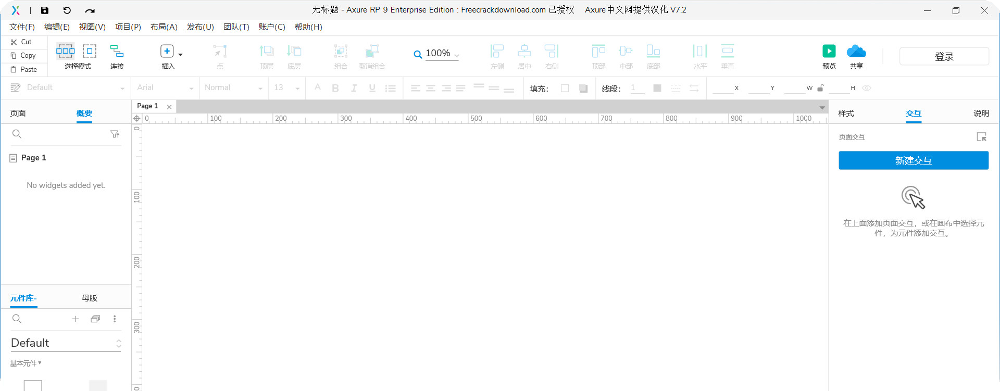 无标题 - Axure RP 9 Enterprise Edition : Freecrackdownload.com 已授权 Axure中文网提供汉化 V7.2
文件(F) 编辑(E) 视图(V) 项目(P) 布局(A) 发布(U) 团队(T) 账户(C) 帮助(H)
Cut
Copy
Paste
选择模式 连接 插入 点 顶层 底层 组合 取消组合 100% 左侧 居中 右侧 顶部 中部 底部 水平 垂直 预览 共享 登录
Default Arial Normal 13 A B I U 填充: 线段: 1 X Y W H
页面 概要
Page 1
0 100 200 300 400 500 600 700 800 900 1000
样式 交互 说明
Page 1
No widgets added yet.
0
100
200
300
0
页面交互
新建交互
在上面添加页面交互，或在画布中选择元
件，为元件添加交互。
元件库- 母版
Default
基本元件▼